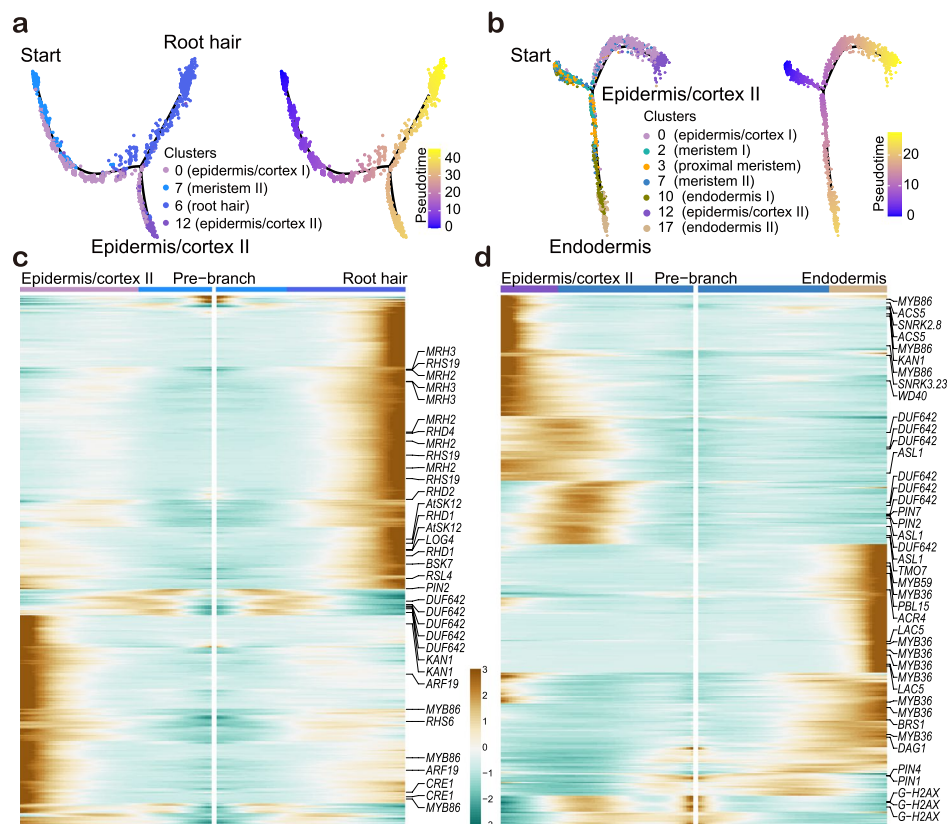 a
Start
Root hair
Clusters
0 (epidermis/cortex I)
7 (meristem II)
6 (root hair)
12 (epidermis/cortex II)
Epidermis/cortex II
Pseudotime
40
30
20
10
0
b
Start
Epidermis/cortex II
Clusters
0 (epidermis/cortex I)
2 (meristem I)
3 (proximal meristem)
7 (meristem II)
10 (endodermis I)
12 (epidermis/cortex II)
17 (endodermis II)
Endodermis
Pseudotime
20
10
0
c
Epidermis/cortex II Pre−branch Root hair
MRH3
RHS19
MRH2
MRH3
MRH3
MRH2
RHD4
MRH2
RHS19
MRH2
RHS19
RHD2
AtSK12
RHD1
AtSK12
LOG4
RHD1
BSK7
RSL4
PIN2
DUF642
DUF642
DUF642
DUF642
DUF642
KAN1
KAN1
ARF19
MYB86
RHS6
MYB86
ARF19
CRE1
CRE1
MYB86
3
2
1
0
−1
−2
d
Epidermis/cortex II Pre−branch Endodermis
MYB86
ACS5
SNRK2.8
ACS5
MYB86
KAN1
MYB86
SNRK3.23
WD40
DUF642
DUF642
DUF642
ASL1
DUF642
DUF642
DUF642
PIN7
PIN2
ASL1
DUF642
ASL1
TMO7
MYB59
MYB36
PBL15
ACR4
LAC5
MYB36
MYB36
MYB36
MYB36
LAC5
MYB36
MYB36
BRS1
MYB36
DAG1
PIN4
PIN1
G−H2AX
G−H2AX
G−H2AX